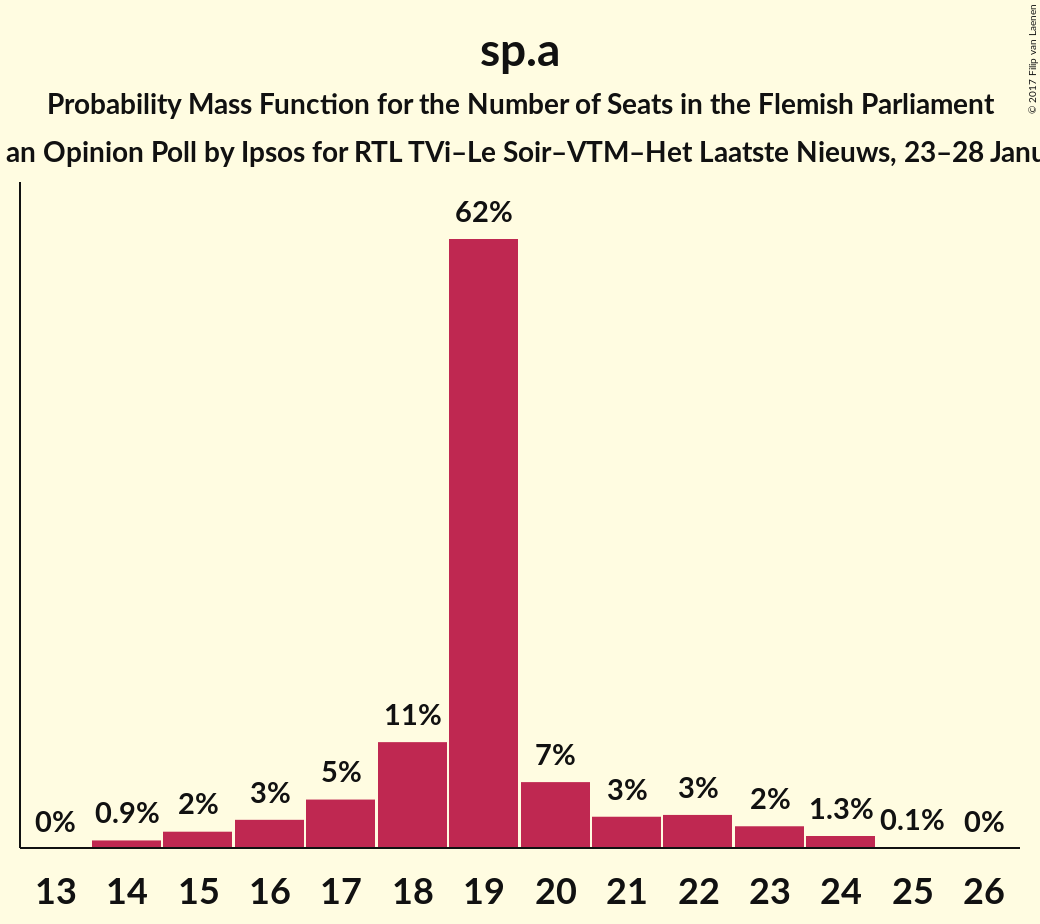 sp.a
Probability Mass Function for the Number of Seats in the Flemish Parliament
an Opinion Poll by Ipsos for RTL TVi–Le Soir–VTM–Het Laatste Nieuws, 23–28 Janu
© 2017 Filip van Laenen
62%
11%
7%
5%
3%
3%
3%
2%
2%
1.3%
0.9%
0.1%
0%
0%
13 14 15 16 17 18 19 20 21 22 23 24 25 26